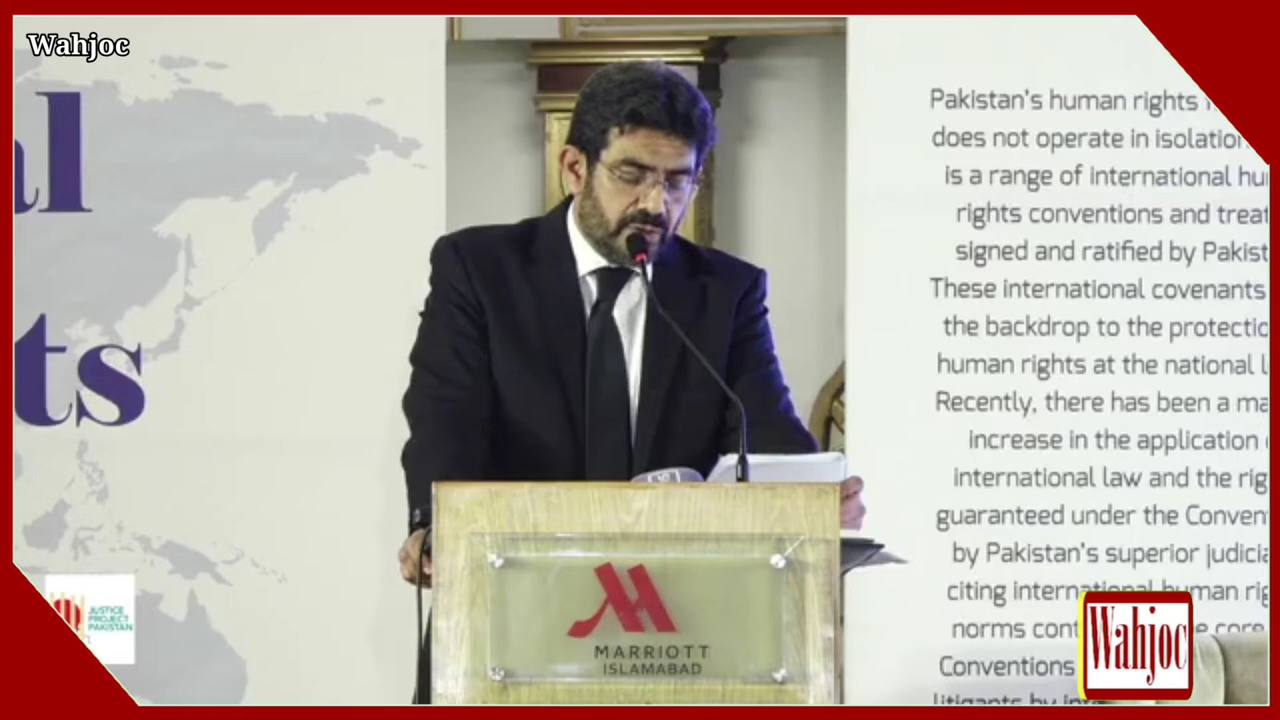 Wahjoc
al
ts
JUSTICE
PROJECT
PAKISTAN
MARRIOTT
ISLAMABAD
Pakistan's human rights
does not operate in isolation
is a range of international hu
rights conventions and treat
signed and ratified by Pakist
These international covenants
the backdrop to the protectio
human rights at the national l
Recently, there has been a ma
increase in the application
international law and the rig
guaranteed under the Conven
by Pakistan's superior judicia
citing international human rig
norms cont e core
Conventions
litigants by
Wahjoc